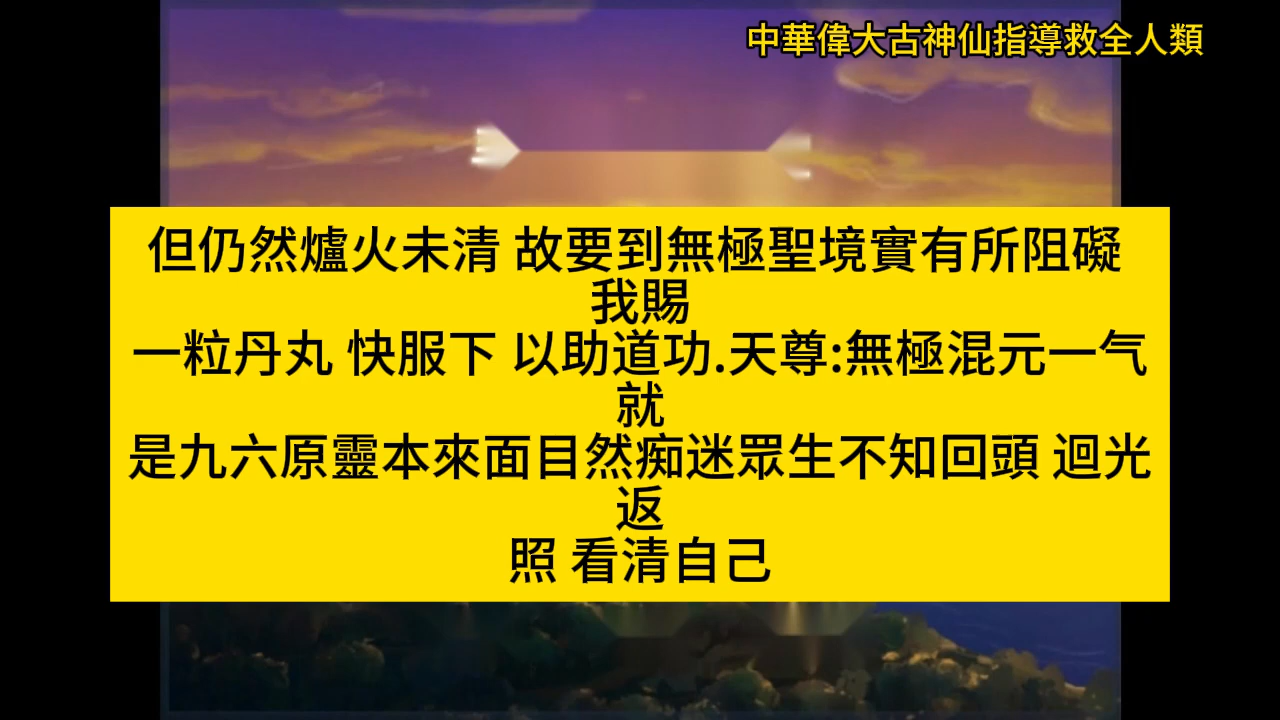 中華偉大古神仙指導救全人類
但仍然爐火未清 故要到無極聖境實有所阻礙
我賜
一粒丹丸 快服下 以助道功.天尊:無極混元一气
就
是九六原靈本來面目然痴迷眾生不知回頭 迴光
返
照 看清自己